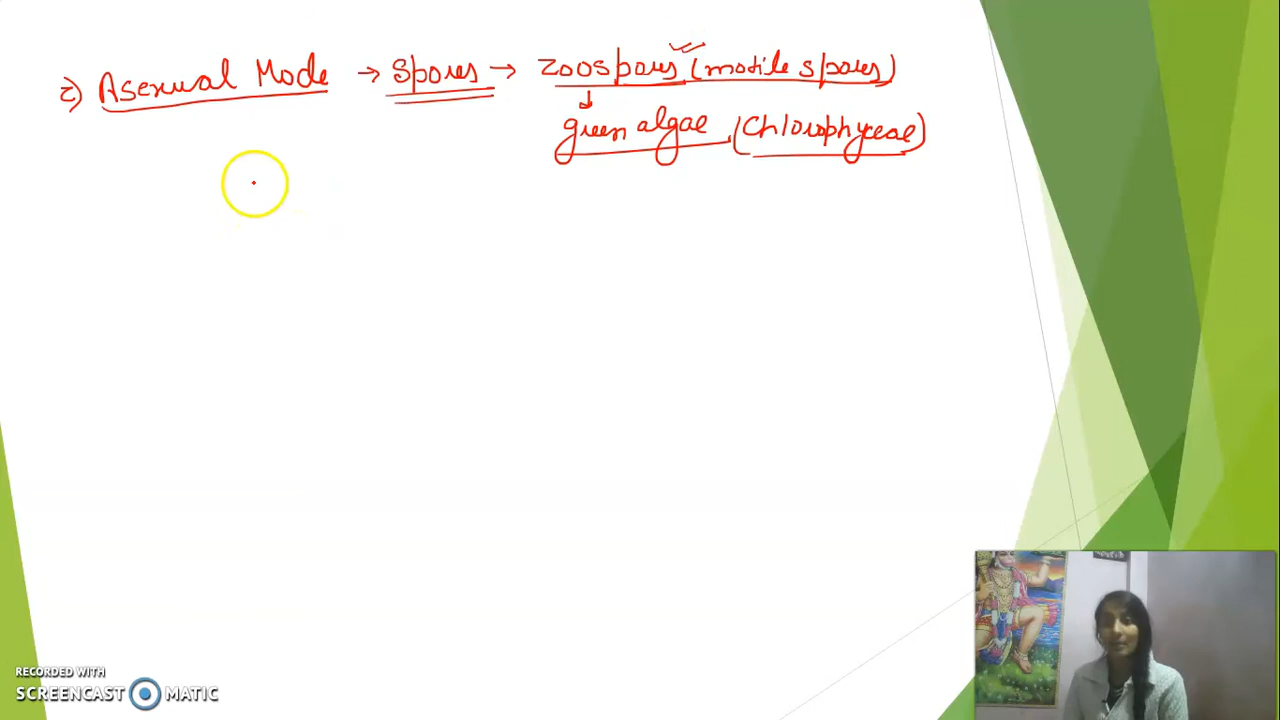 2) Asexual Mode → Spores → zoospores (motile spores)
↓
green algae (Chlorophyceae)
RECORDED WITH
SCREENCAST MATIC